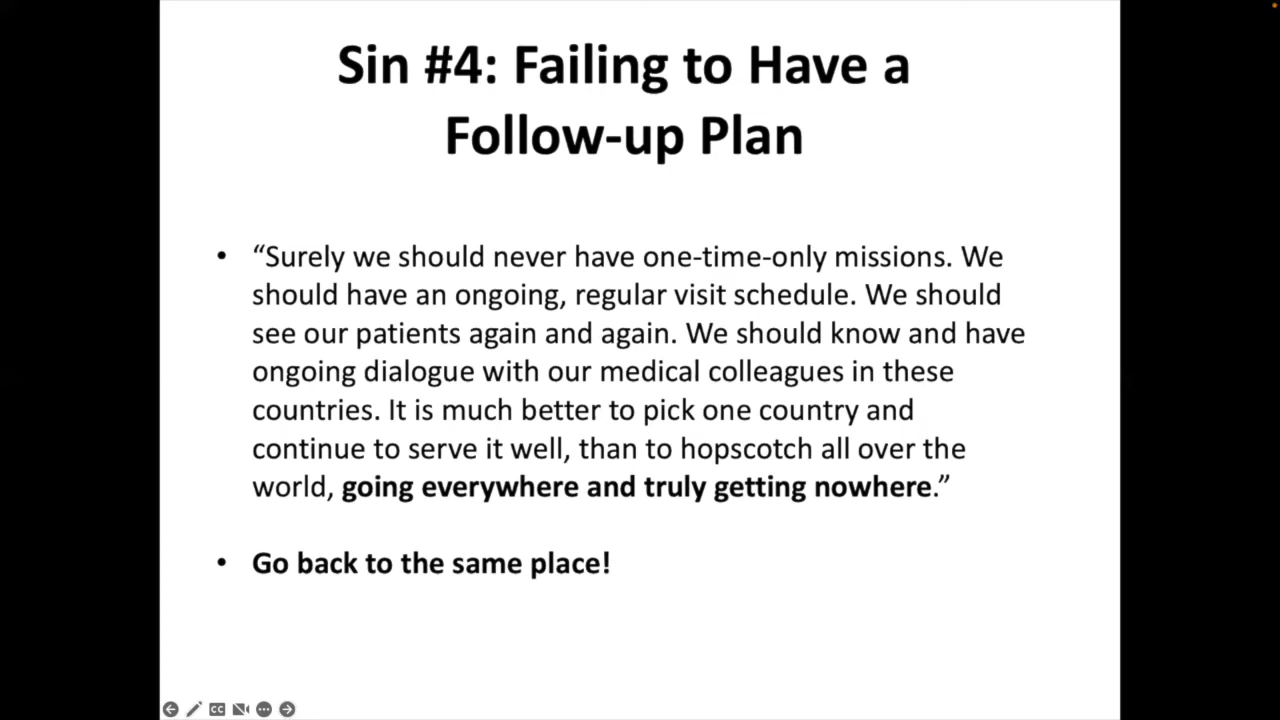 Sin #4: Failing to Have a
Follow-up Plan
• “Surely we should never have one-time-only missions. We
should have an ongoing, regular visit schedule. We should
see our patients again and again. We should know and have
ongoing dialogue with our medical colleagues in these
countries. It is much better to pick one country and
continue to serve it well, than to hopscotch all over the
world, going everywhere and truly getting nowhere.”
• Go back to the same place!
CC